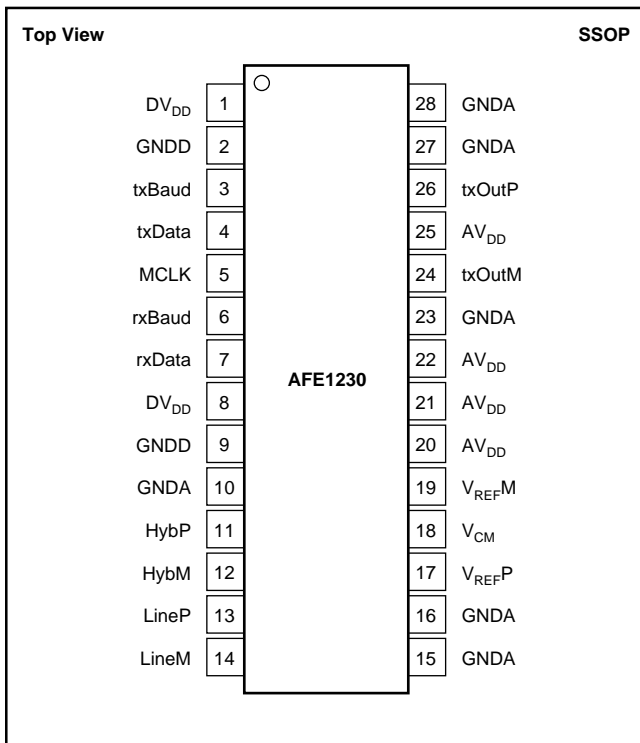 Top View SSOP
DV_DD 1 28 GNDA
GNDD 2 27 GNDA
txBaud 3 26 txOutP
txData 4 25 AV_DD
MCLK 5 24 txOutM
rxBaud 6 23 GNDA
rxData 7 22 AV_DD
AFE1230
DV_DD 8 21 AV_DD
GNDD 9 20 AV_DD
GNDA 10 19 V_REFM
HybP 11 18 V_CM
HybM 12 17 V_REFP
LineP 13 16 GNDA
LineM 14 15 GNDA